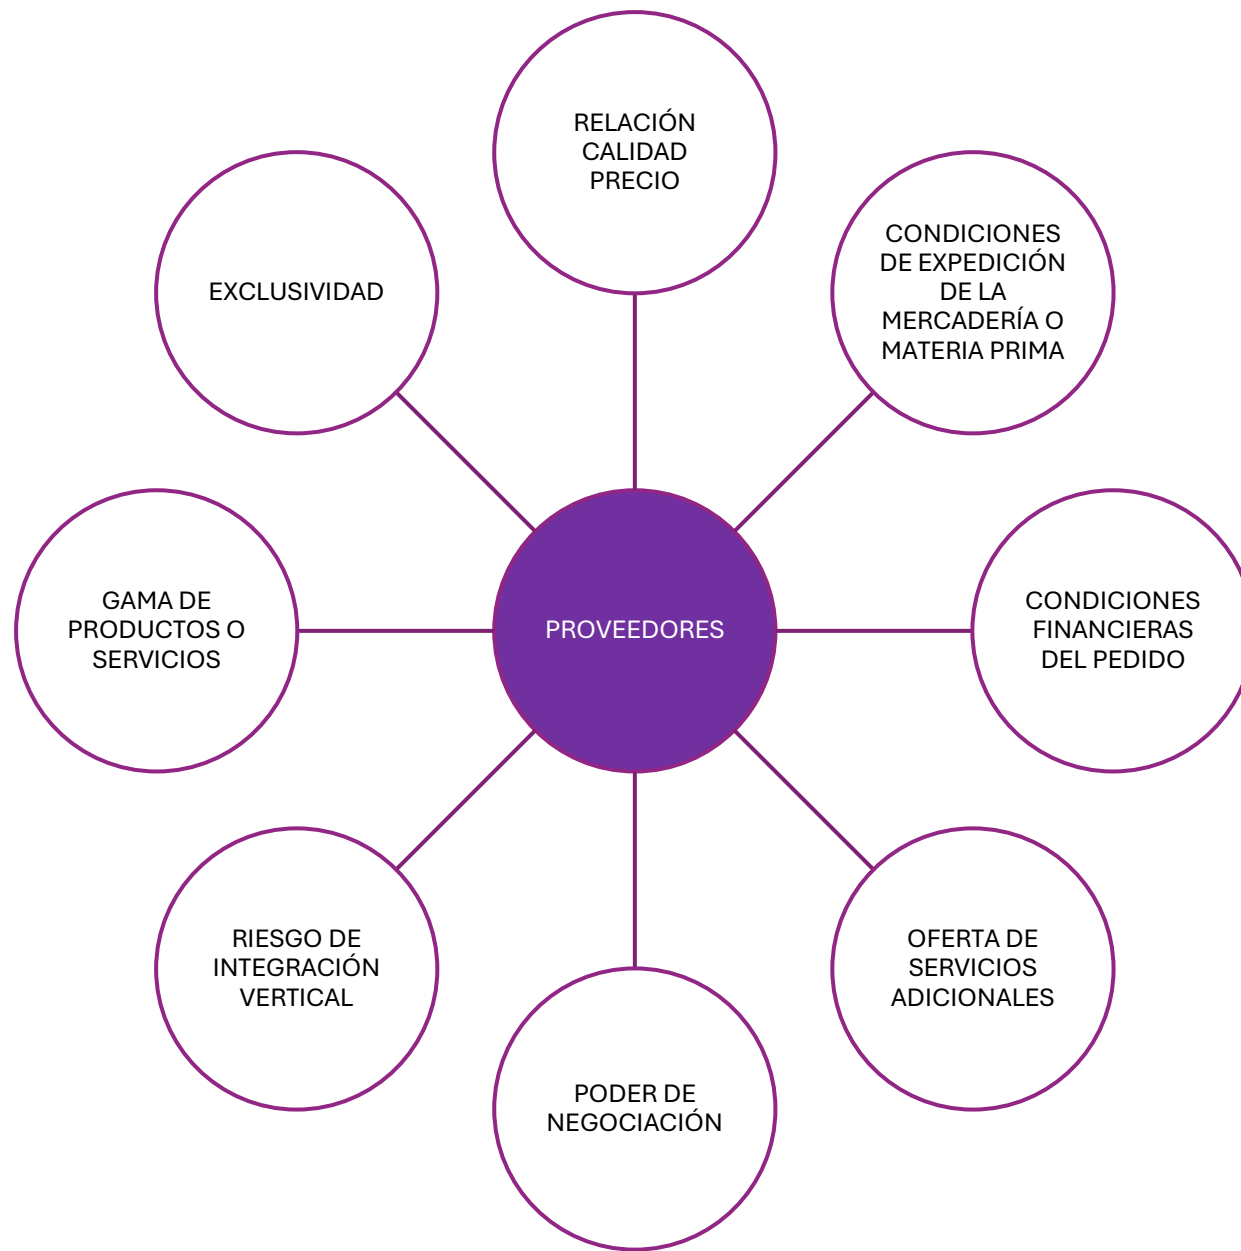 RELACIÓN
CALIDAD
PRECIO
CONDICIONES
DE EXPEDICIÓN
DE LA
MERCADERÍA O
MATERIA PRIMA
EXCLUSIVIDAD
GAMA DE
PRODUCTOS O
SERVICIOS
PROVEEDORES
CONDICIONES
FINANCIERAS
DEL PEDIDO
RIESGO DE
INTEGRACIÓN
VERTICAL
OFERTA DE
SERVICIOS
ADICIONALES
PODER DE
NEGOCIACIÓN